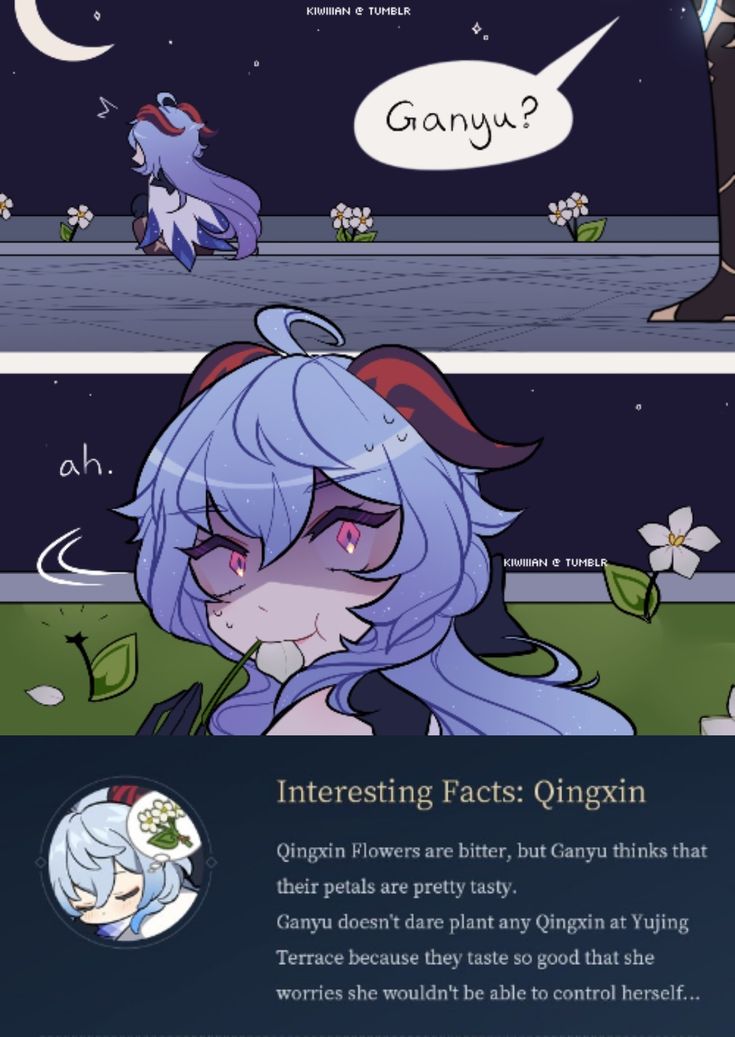 KIWIIIAN @ TUMBLR
Ganyu?
ah.
KIWIIIAN @ TUMBLR
Interesting Facts: Qingxin
Qingxin Flowers are bitter, but Ganyu thinks that
their petals are pretty tasty.
Ganyu doesn't dare plant any Qingxin at Yujing
Terrace because they taste so good that she
worries she wouldn't be able to control herself...